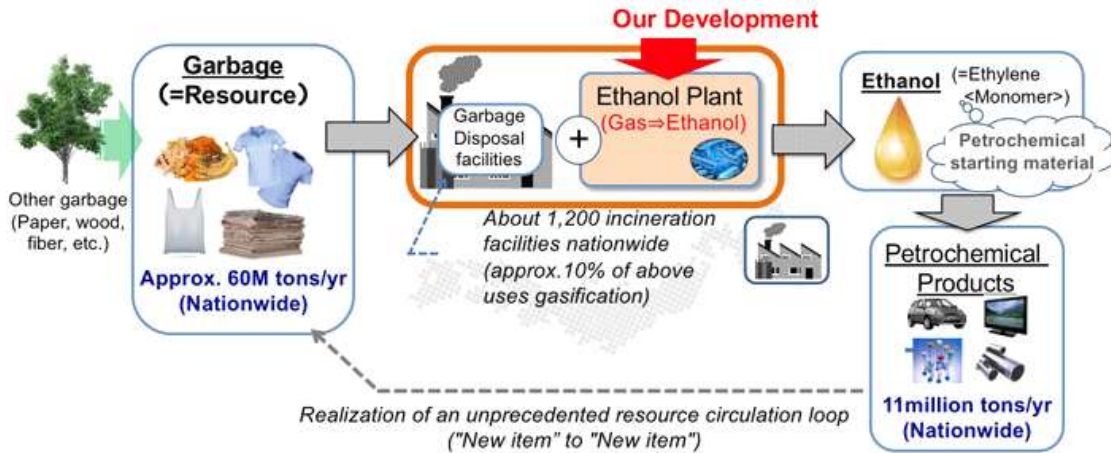 Our Development
Other garbage
(Paper, wood,
fiber, etc.)
Garbage
(=Resource)
Approx. 60M tons/yr
(Nationwide)
Garbage
Disposal
facilities
+
Ethanol Plant
(Gas⇒Ethanol)
About 1,200 incineration
facilities nationwide
(approx.10% of above
uses gasification)
Ethanol
(=Ethylene
<Monomer>)
Petrochemical
starting material
Petrochemical
Products
11million tons/yr
(Nationwide)
Realization of an unprecedented resource circulation loop
("New item” to "New item")